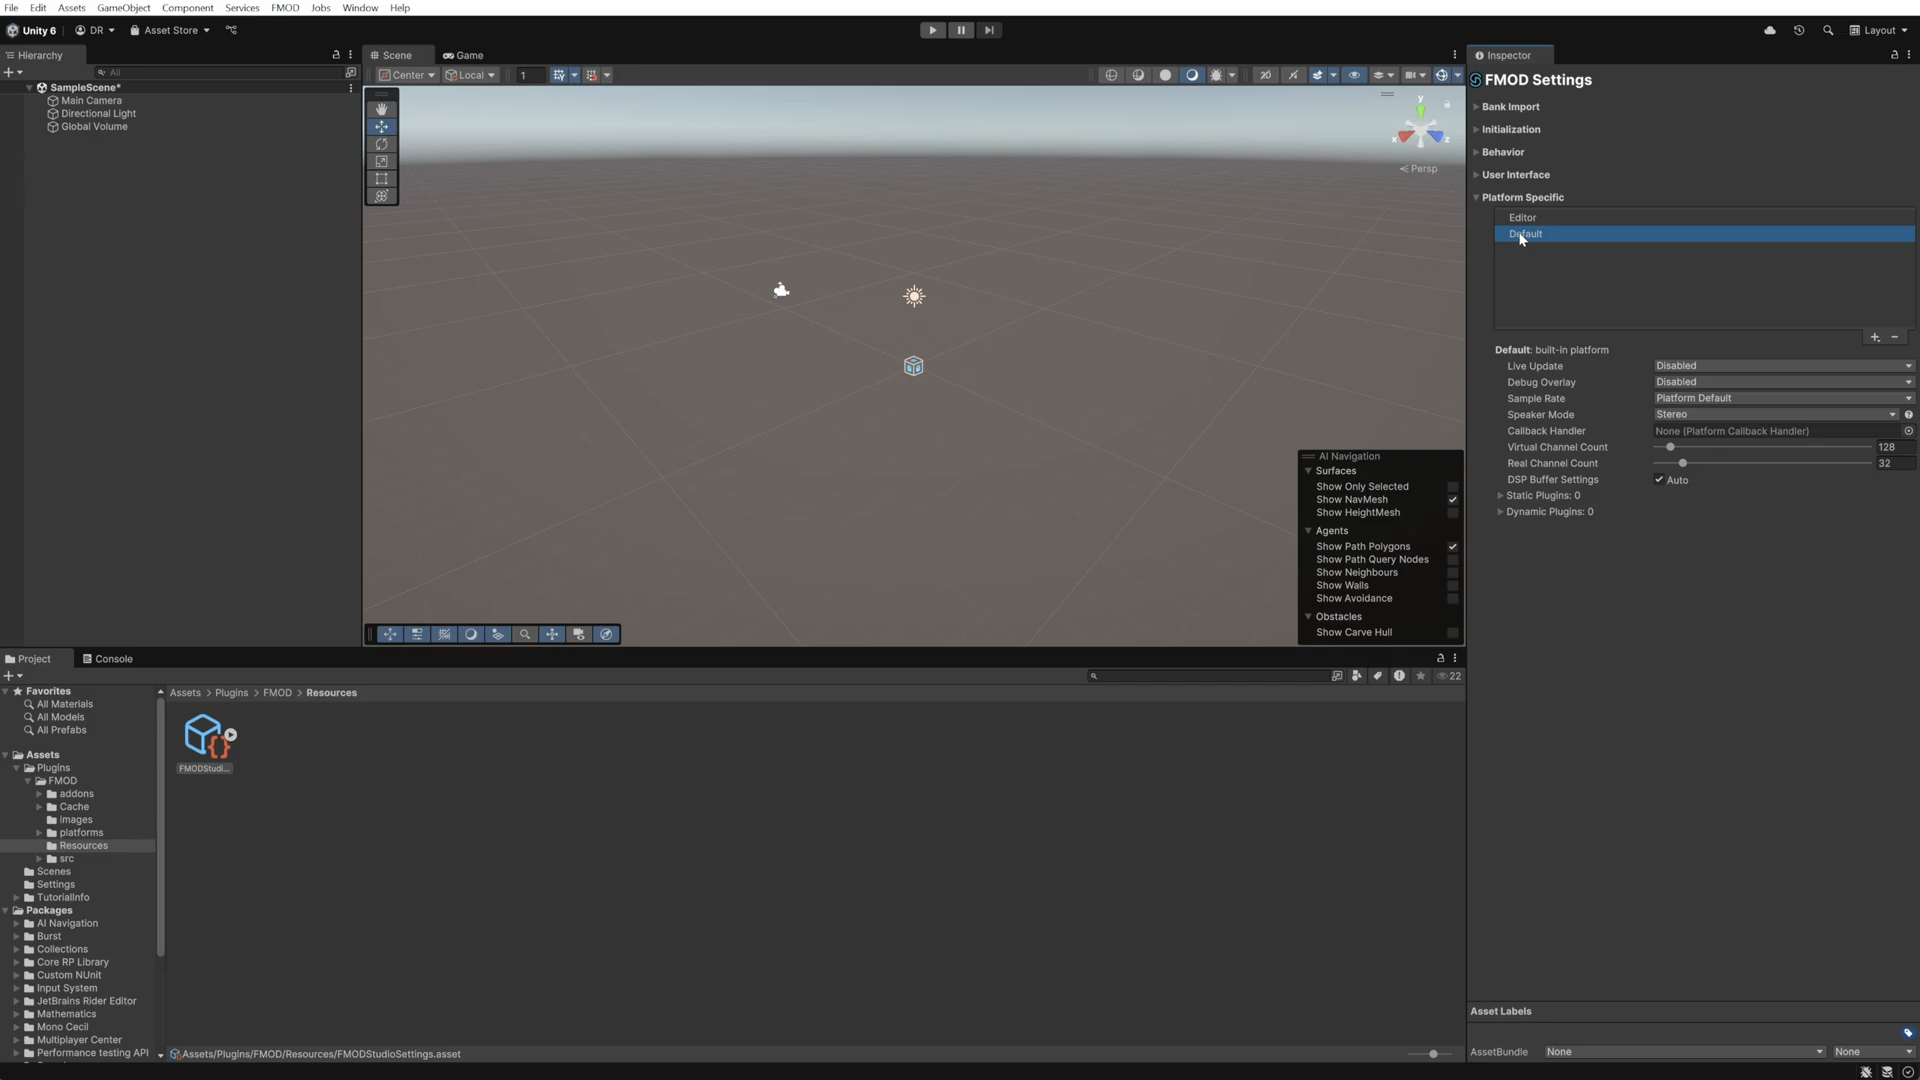 File Edit Assets GameObject Component Services FMOD Jobs Window Help
Unity 6 DR Asset Store Layout
Hierarchy
All
SampleScene*
Main Camera
Directional Light
Global Volume
Scene Game
Center Local 1 2D
y
x z
Persp
AI Navigation
Surfaces
Show Only Selected
Show NavMesh
Show HeightMesh
Agents
Show Path Polygons
Show Path Query Nodes
Show Neighbours
Show Walls
Show Avoidance
Obstacles
Show Carve Hull
Inspector
FMOD Settings
Bank Import
Initialization
Behavior
User Interface
Platform Specific
Editor
Default
Default: built-in platform
Live Update Disabled
Debug Overlay Disabled
Sample Rate Platform Default
Speaker Mode Stereo
Callback Handler None (Platform Callback Handler)
Virtual Channel Count 128
Real Channel Count 32
DSP Buffer Settings Auto
Static Plugins: 0
Dynamic Plugins: 0
Asset Labels
AssetBundle None None
Project Console
22
Favorites
All Materials
All Models
All Prefabs
Assets
Plugins
FMOD
addons
Cache
images
platforms
Resources
src
Scenes
Settings
TutorialInfo
Packages
AI Navigation
Burst
Collections
Core RP Library
Custom NUnit
Input System
JetBrains Rider Editor
Mathematics
Mono Cecil
Multiplayer Center
Performance testing API
Assets > Plugins > FMOD > Resources
FMODStudi...
Assets/Plugins/FMOD/Resources/FMODStudioSettings.asset